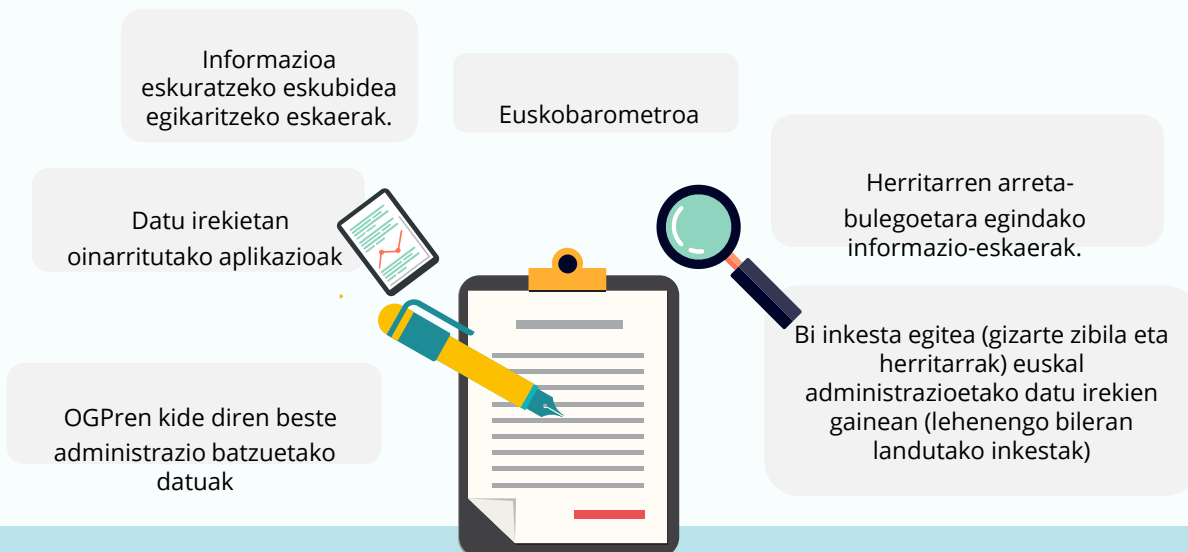 Informazioa
eskuratzeko eskubidea
egikaritzeko eskaerak.
Euskobarometroa
Datu irekietan
oinarritutako aplikazioak
Herritarren arreta-
bulegoetara egindako
informazio-eskaerak.
OGPren kide diren beste
administrazio batzuetako
datuak
Bi inkesta egitea (gizarte zibila eta
herritarrak) euskal
administrazioetako datu irekien
gainean (lehenengo bileran
landutako inkestak)